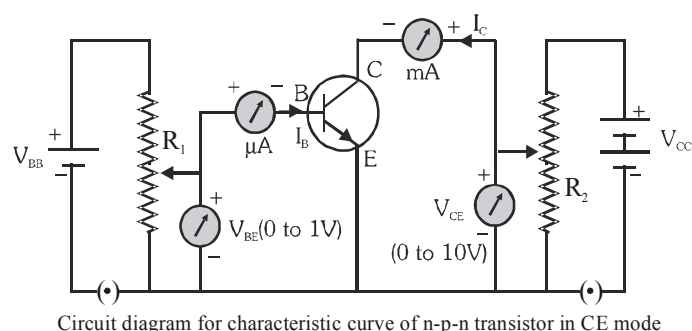 − + I_C
mA
C
+ −
B
I_B
µA
E
+
V_BB
−
R_1
+
V_BE (0 to 1V)
−
+
V_CE
−
(0 to 10V)
R_2
+
V_CC
−
Circuit diagram for characteristic curve of n-p-n transistor in CE mode